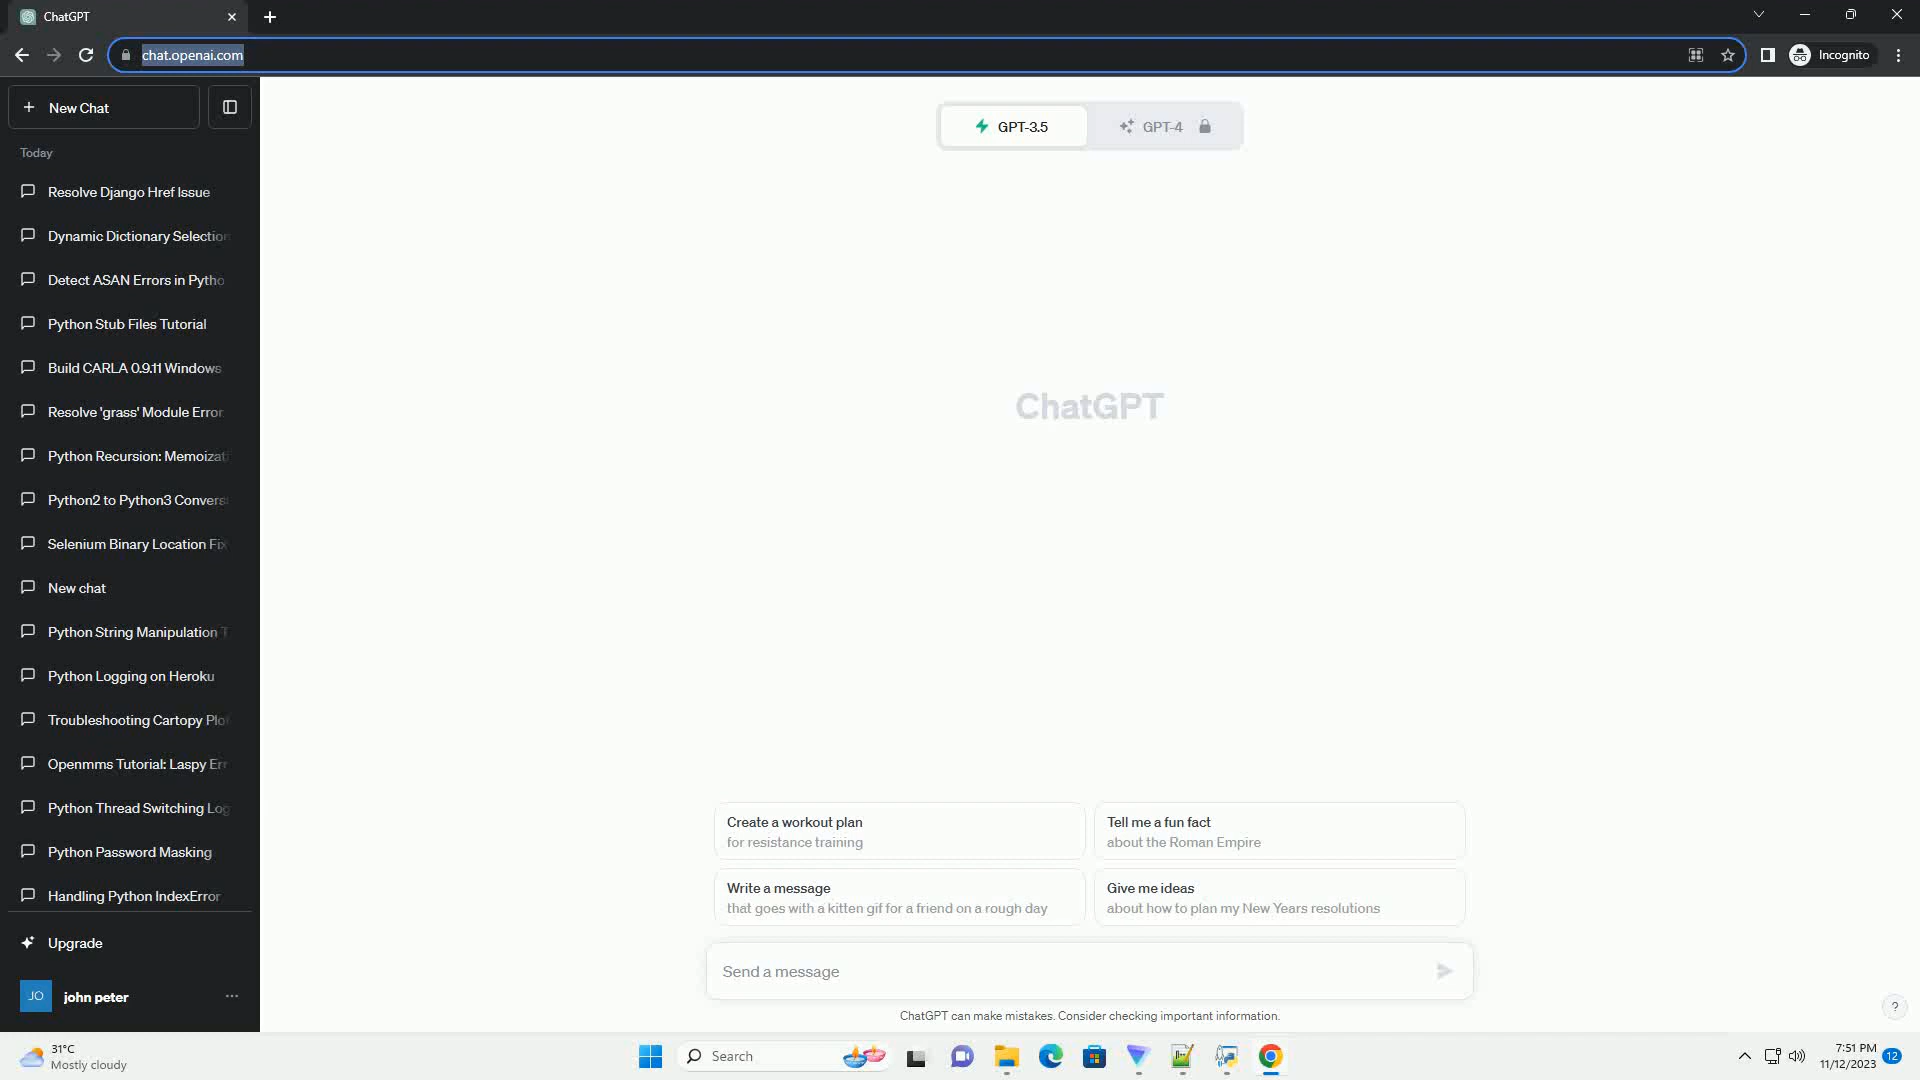 ChatGPT
chat.openai.com
Incognito
New Chat
Today
Resolve Django Href Issue
Dynamic Dictionary Selection
Detect ASAN Errors in Pytho
Python Stub Files Tutorial
Build CARLA 0.9.11 Windows
Resolve 'grass' Module Error
Python Recursion: Memoizat
Python2 to Python3 Convers
Selenium Binary Location Fix
New chat
Python String Manipulation T
Python Logging on Heroku
Troubleshooting Cartopy Plo
Openmms Tutorial: Laspy Err
Python Thread Switching Log
Python Password Masking
Handling Python IndexError
Upgrade
JO john peter
GPT-3.5
GPT-4
ChatGPT
Create a workout plan
for resistance training
Tell me a fun fact
about the Roman Empire
Write a message
that goes with a kitten gif for a friend on a rough day
Give me ideas
about how to plan my New Years resolutions
Send a message
ChatGPT can make mistakes. Consider checking important information.
?
31°C
Mostly cloudy
Search
7:51 PM
11/12/2023
12